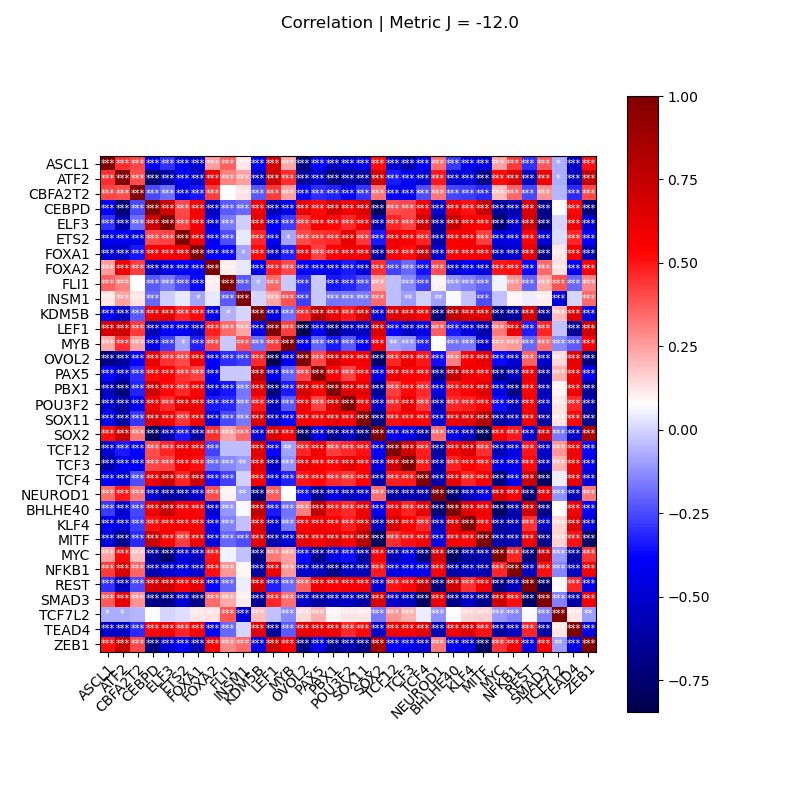 Correlation | Metric J = -12.0
ASCL1
ATF2
CBFA2T2
CEBPD
ELF3
ETS2
FOXA1
FOXA2
FLI1
INSM1
KDM5B
LEF1
MYB
OVOL2
PAX5
PBX1
POU3F2
SOX11
SOX2
TCF12
TCF3
TCF4
NEUROD1
BHLHE40
KLF4
MITF
MYC
NFKB1
REST
SMAD3
TCF7L2
TEAD4
ZEB1
ASCL1
ATF2
CBFA2T2
CEBPD
ELF3
ETS2
FOXA1
FOXA2
FLI1
INSM1
KDM5B
LEF1
MYB
OVOL2
PAX5
PBX1
POU3F2
SOX11
SOX2
TCF12
TCF3
TCF4
NEUROD1
BHLHE40
KLF4
MITF
MYC
NFKB1
REST
SMAD3
TCF7L2
TEAD4
ZEB1
1.00
0.75
0.50
0.25
0.00
−0.25
−0.50
−0.75